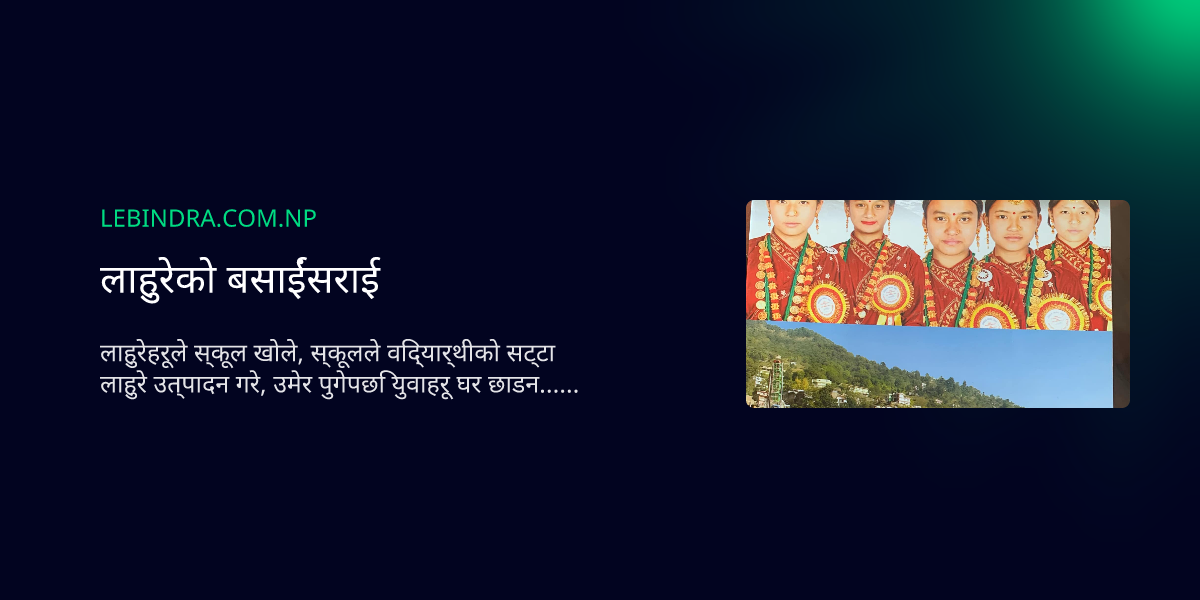 LEBINDRA.COM.NP
लाहुरेको बसाईंसराई
लाहुरेहरूले स्कूल खोले, स्कूलले विद्यार्थीको सट्टा
लाहुरे उत्पादन गरे, उमेर पुगेपछि युवाहरू घर छाडन......